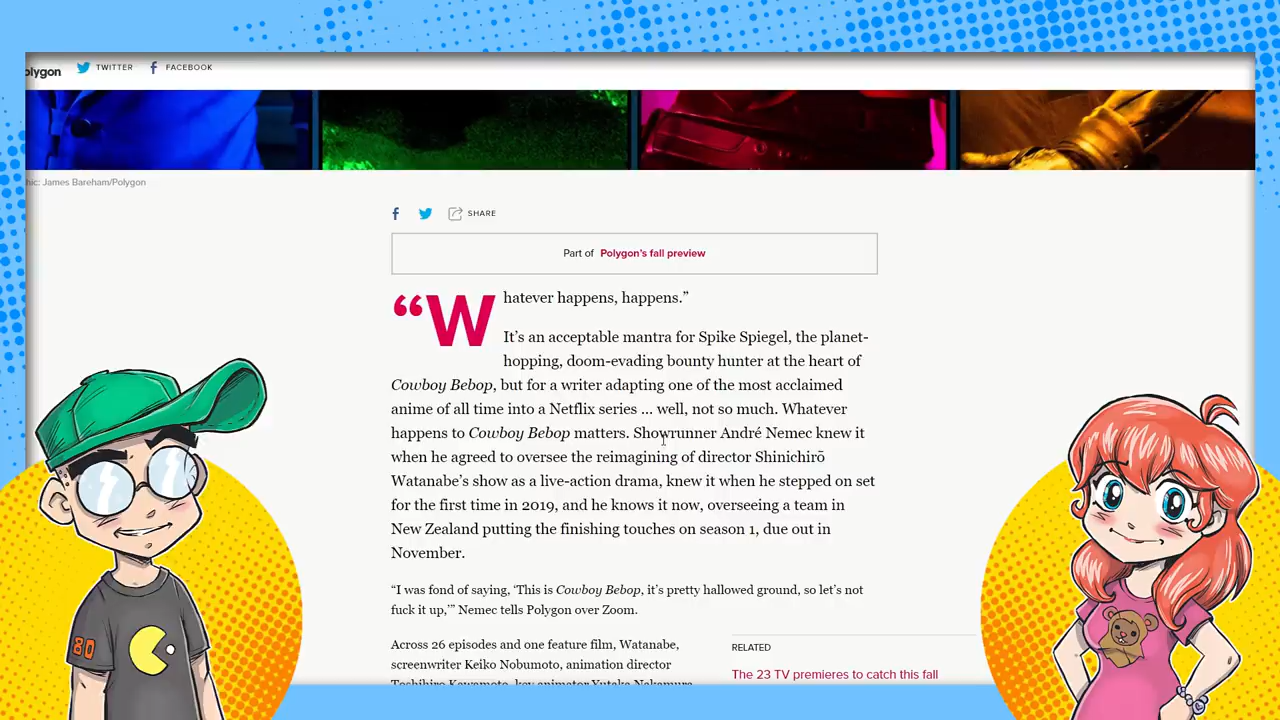 olygon TWITTER FACEBOOK
hic: James Bareham/Polygon
SHARE
Part of Polygon's fall preview
“Whatever happens, happens.”
It’s an acceptable mantra for Spike Spiegel, the planet-
hopping, doom-evading bounty hunter at the heart of
Cowboy Bebop, but for a writer adapting one of the most acclaimed
anime of all time into a Netflix series ... well, not so much. Whatever
happens to Cowboy Bebop matters. Showrunner André Nemec knew it
when he agreed to oversee the reimagining of director Shinichirō
Watanabe’s show as a live-action drama, knew it when he stepped on set
for the first time in 2019, and he knows it now, overseeing a team in
New Zealand putting the finishing touches on season 1, due out in
November.
“I was fond of saying, ‘This is Cowboy Bebop, it’s pretty hallowed ground, so let’s not
fuck it up,’” Nemec tells Polygon over Zoom.
Across 26 episodes and one feature film, Watanabe,
screenwriter Keiko Nobumoto, animation director
Toshihiro Kawamoto, key animator Yutaka Nakamura
RELATED
The 23 TV premieres to catch this fall
80